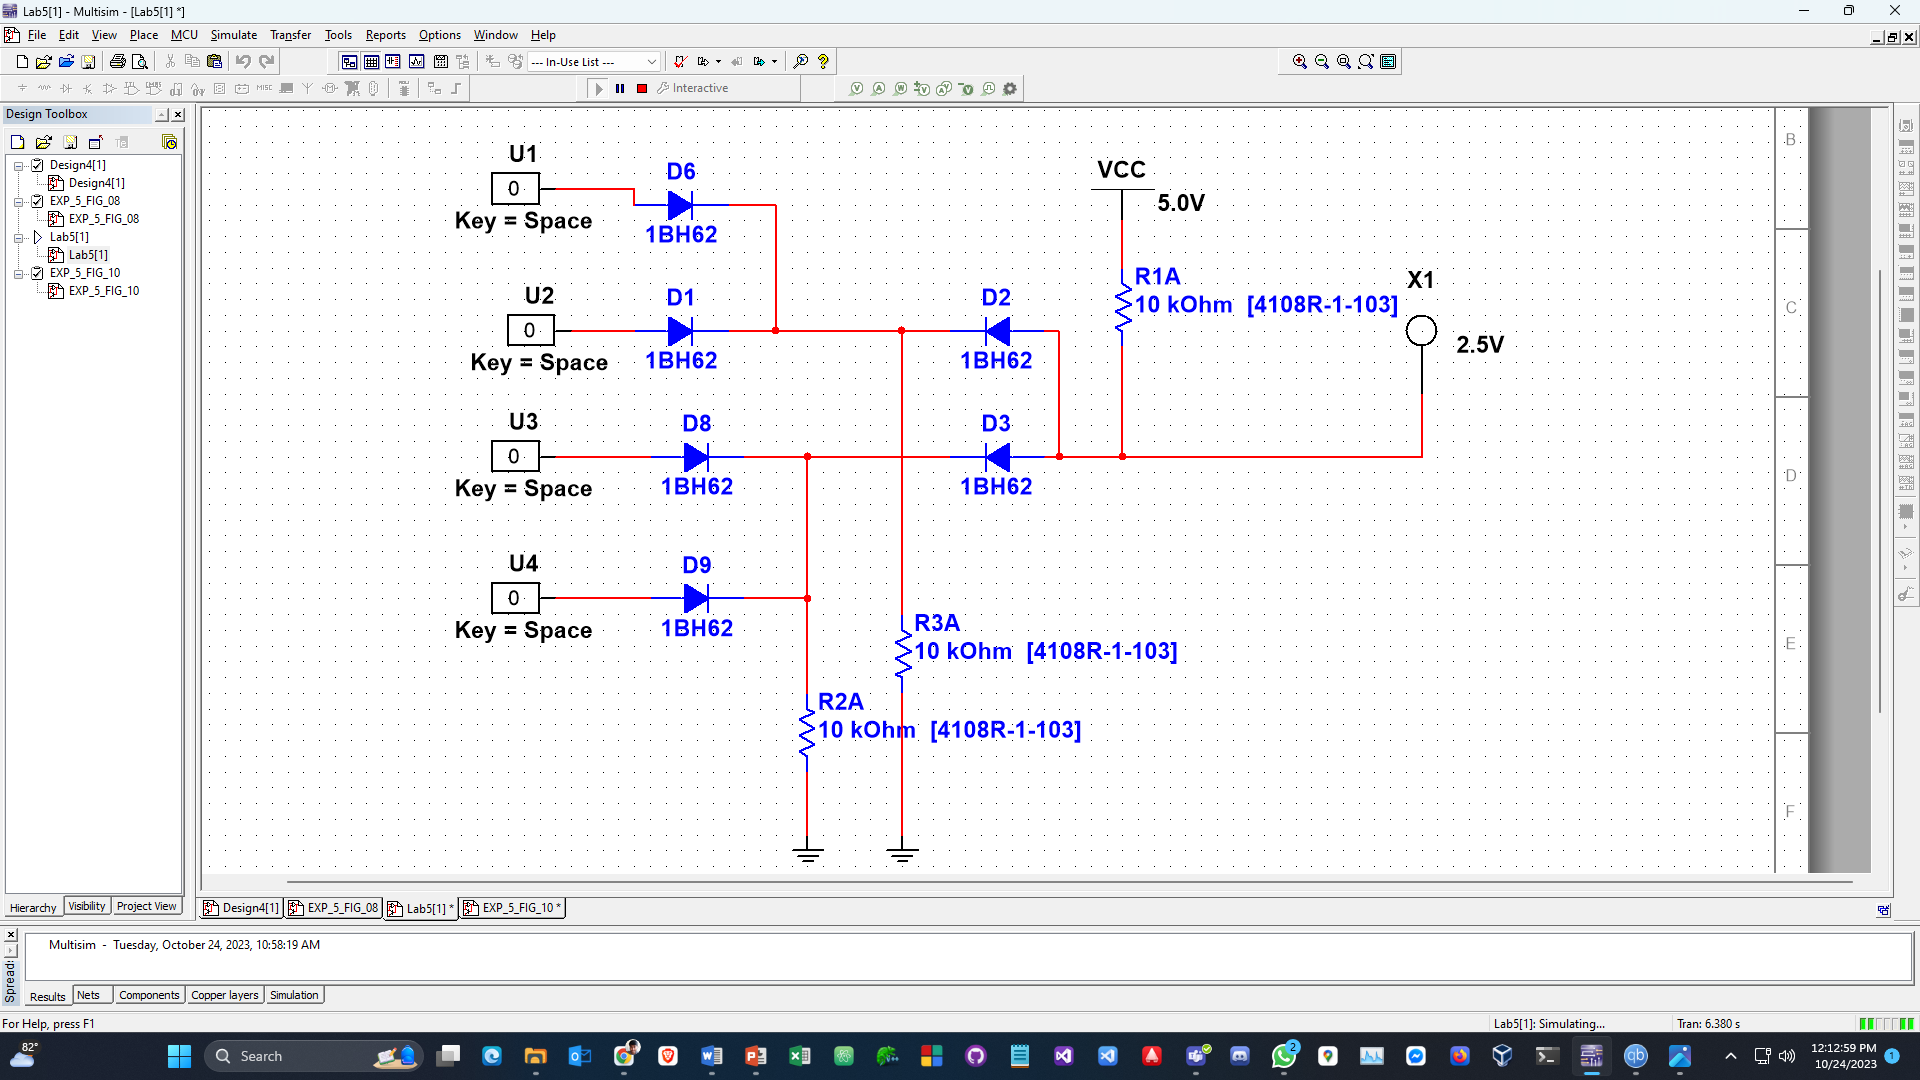 Lab5[1] - Multisim - [Lab5[1] *]
File Edit View Place MCU Simulate Transfer Tools Reports Options Window Help
--- In-Use List ---
Interactive
Design Toolbox
Design4[1]
Design4[1]
EXP_5_FIG_08
EXP_5_FIG_08
Lab5[1]
Lab5[1]
EXP_5_FIG_10
EXP_5_FIG_10
Hierarchy Visibility Project View
U1
0
Key = Space
D6
1BH62
U2
0
Key = Space
D1
1BH62
U3
0
Key = Space
D8
1BH62
U4
0
Key = Space
D9
1BH62
D2
1BH62
D3
1BH62
VCC
5.0V
R1A
10 kOhm [4108R-1-103]
X1
2.5V
R3A
10 kOhm [4108R-1-103]
R2A
10 kOhm [4108R-1-103]
B
C
D
E
F
Design4[1] EXP_5_FIG_08 Lab5[1] * EXP_5_FIG_10 *
Multisim - Tuesday, October 24, 2023, 10:58:19 AM
Spread
Results Nets Components Copper layers Simulation
For Help, press F1
Lab5[1]: Simulating... Tran: 6.380 s
82°
Search
2
12:12:59 PM
10/24/2023
1